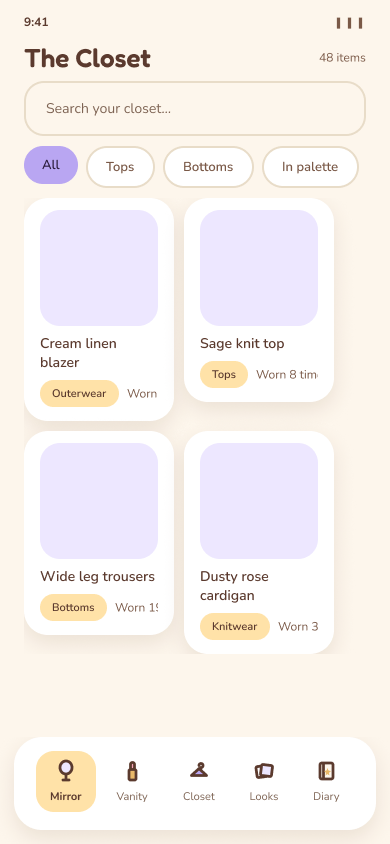 9:41
The Closet
48 items
Search your closet...
All
Tops
Bottoms
In palette
Cream linen
blazer
Outerwear
Worn
Sage knit top
Tops
Worn 8
Wide leg trousers
Bottoms
Worn
Dusty rose
cardigan
Knitwear
Worn 3
Mirror
Vanity
Closet
Looks
Diary